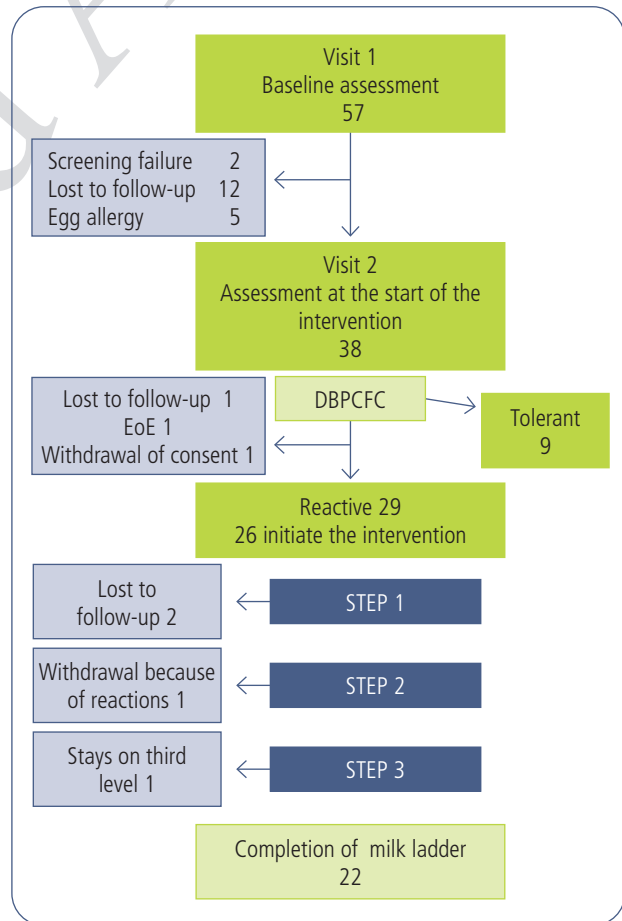 Visit 1
Baseline assessment
57
Screening failure 2
Lost to follow-up 12
Egg allergy 5
Visit 2
Assessment at the start of the
intervention
38
Lost to follow-up 1
EoE 1
Withdrawal of consent 1
DBPCFC
Tolerant
9
Reactive 29
26 initiate the intervention
Lost to
follow-up 2
STEP 1
Withdrawal because
of reactions 1
STEP 2
Stays on third
level 1
STEP 3
Completion of milk ladder
22